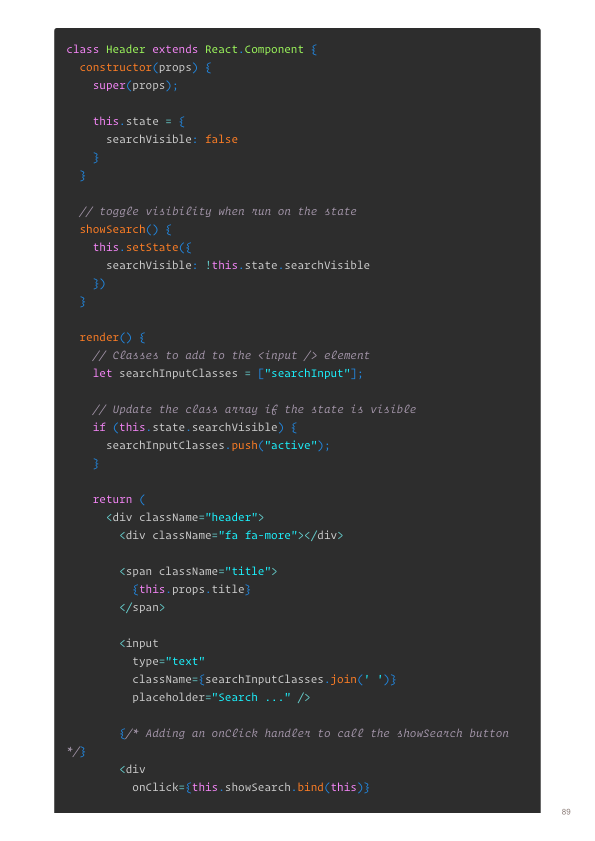 class Header extends React.Component {
  constructor(props) {
    super(props);

    this.state = {
      searchVisible: false
    }
  }

  // toggle visibility when run on the state
  showSearch() {
    this.setState({
      searchVisible: !this.state.searchVisible
    })
  }

  render() {
    // Classes to add to the <input /> element
    let searchInputClasses = ["searchInput"];

    // Update the class array if the state is visible
    if (this.state.searchVisible) {
      searchInputClasses.push("active");
    }

    return (
      <div className="header">
        <div className="fa fa-more"></div>

        <span className="title">
          {this.props.title}
        </span>

        <input
          type="text"
          className={searchInputClasses.join(' ')}
          placeholder="Search ..." />

        {/* Adding an onClick handler to call the showSearch button
*/}
        <div
          onClick={this.showSearch.bind(this)}
89